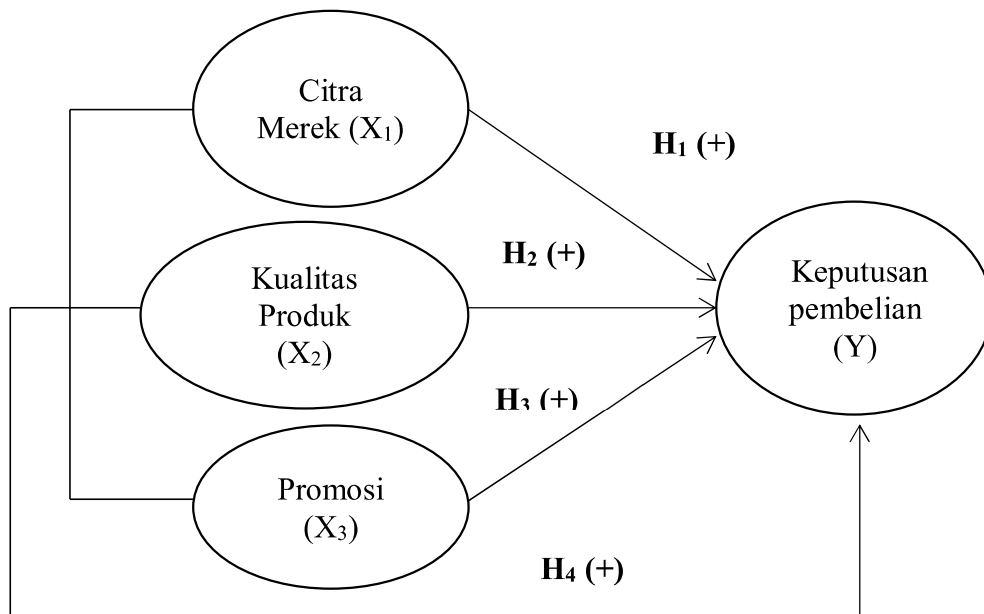 Citra
Merek (X₁)
H₁ (+)
H₂ (+)
Kualitas
Produk
(X₂)
Keputusan
pembelian
(Y)
H₃ (+)
Promosi
(X₃)
H₄ (+)